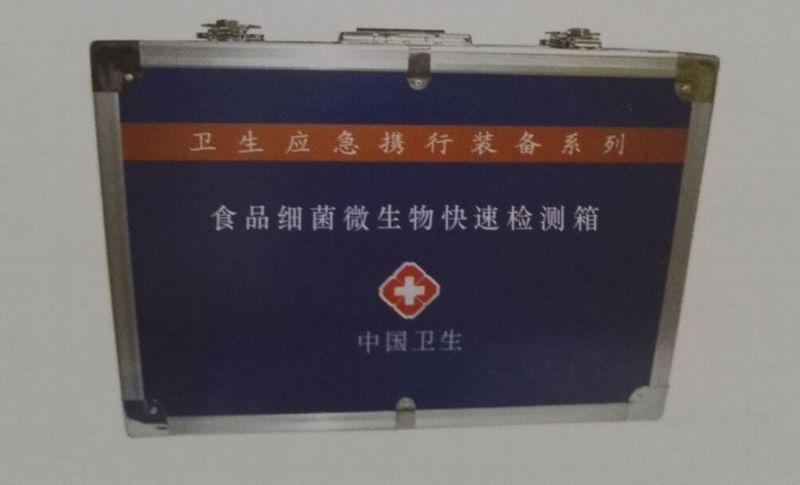 卫生应急携行装备系列
食品细菌微生物快速检测箱
中国卫生